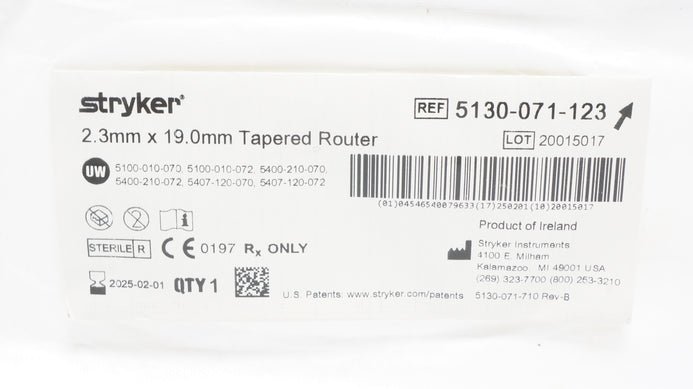 stryker®
REF 5130-071-123
2.3mm x 19.0mm Tapered Router
LOT 20015017
UW 5100-010-070, 5100-010-072, 5400-210-070,
5400-210-072, 5407-120-070, 5407-120-072
(01)04546540079633(17)250201(10)20015017
Product of Ireland
Stryker Instruments
4100 E. Milham
Kalamazoo, MI 49001 USA
(269) 323-7700 (800) 253-3210
STERILE R CE 0197 Rx ONLY
2025-02-01 QTY 1
U.S. Patents: www.stryker.com/patents 5130-071-710 Rev-B